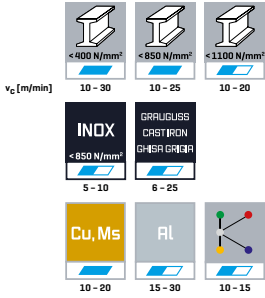 <400 N/mm² <850 N/mm² <1100 N/mm²
vc [m/min] 10 - 30 10 - 25 10 - 20
INOX
<850 N/mm²
GRAUGUSS
CAST IRON
GHISA GRIGIA
5 - 10 6 - 25
Cu, Ms Al
10 - 20 15 - 30 10 - 15